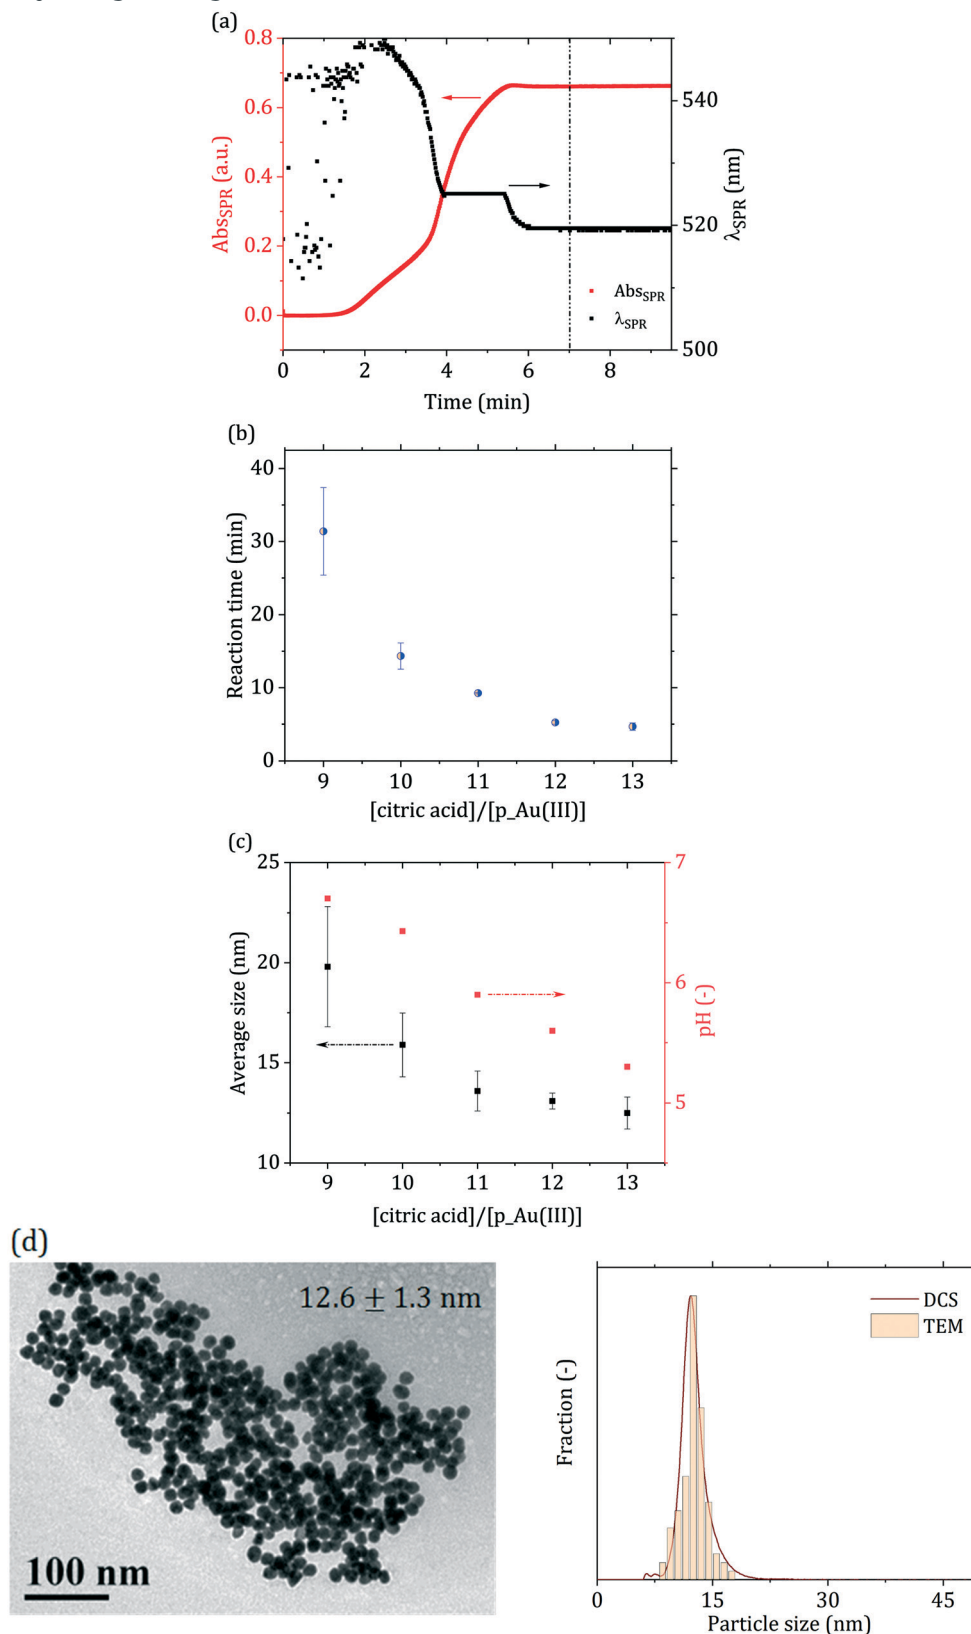 (a)
0.8
0.6
0.4
0.2
0.0
Abs_SPR (a.u.)
540
520
500
λ_SPR (nm)
Abs_SPR
λ_SPR
0 2 4 6 8
Time (min)
(b)
40
30
20
10
0
Reaction time (min)
9 10 11 12 13
[citric acid]/[p_Au(III)]
(c)
25
20
15
10
Average size (nm)
7
6
5
pH (-)
9 10 11 12 13
[citric acid]/[p_Au(III)]
(d)
12.6 ± 1.3 nm
100 nm
DCS
TEM
Fraction (-)
0 15 30 45
Particle size (nm)